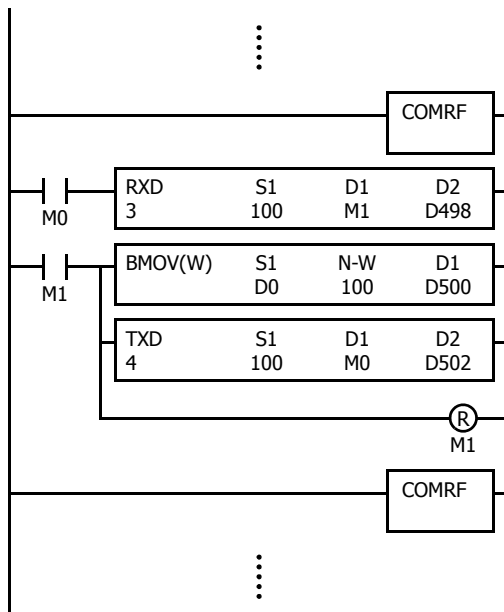 COMRF
RXD S1 D1 D2
3 100 M1 D498
M0
BMOV(W) S1 N-W D1
D0 100 D500
M1
TXD S1 D1 D2
4 100 M0 D502
R
M1
COMRF